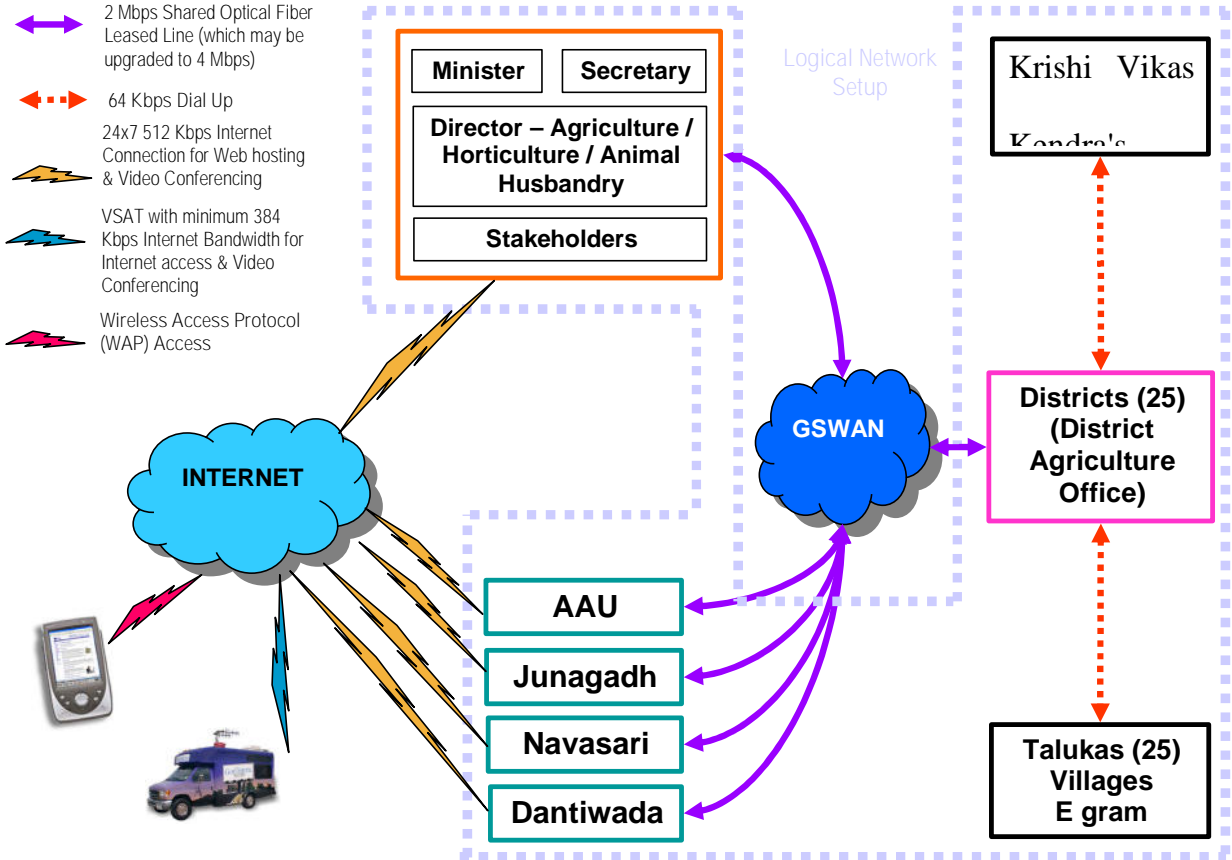 2 Mbps Shared Optical Fiber
Leased Line (which may be
upgraded to 4 Mbps)
64 Kbps Dial Up
24x7 512 Kbps Internet
Connection for Web hosting
& Video Conferencing
VSAT with minimum 384
Kbps Internet Bandwidth for
Internet access & Video
Conferencing
Wireless Access Protocol
(WAP) Access
Minister
Secretary
Director – Agriculture /
Horticulture / Animal
Husbandry
Stakeholders
Logical Network
Setup
Krishi Vikas
Kendra's
INTERNET
GSWAN
Districts (25)
(District
Agriculture
Office)
AAU
Junagadh
Navasari
Dantiwada
Talukas (25)
Villages
E gram